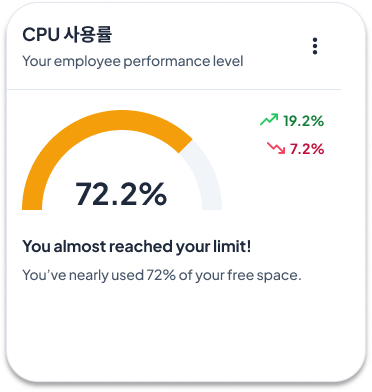 CPU 사용률
Your employee performance level
19.2%
7.2%
72.2%
You almost reached your limit!
You've nearly used 72% of your free space.